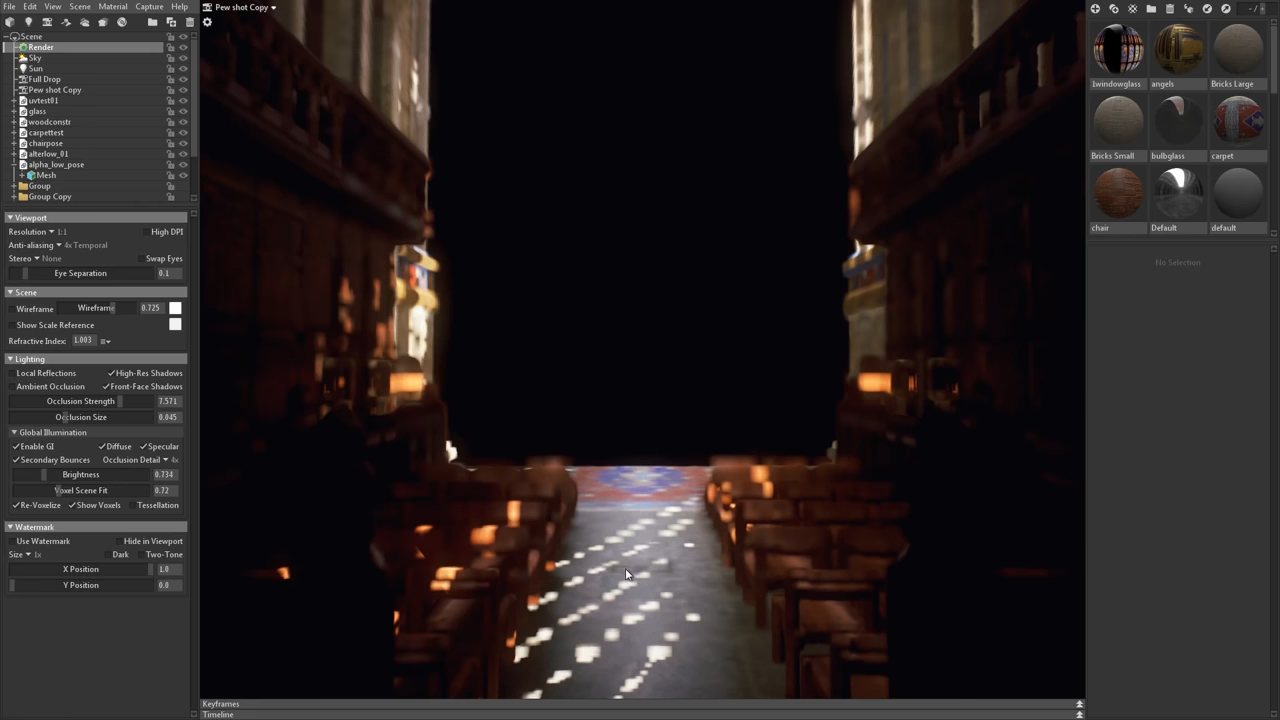 File Edit View Scene Material Capture Help
Pew shot Copy
- /
Scene
Render
Sky
Sun
Full Drop
Pew shot Copy
uvtest01
glass
woodconstr
carpettest
chairpose
alterlow_01
alpha_low_pose
Mesh
Group
Group Copy
Viewport
Resolution 1:1 High DPI
Anti-aliasing 4x Temporal
Stereo None Swap Eyes
Eye Separation 0.1
Scene
Wireframe Wireframe 0.725
Show Scale Reference
Refractive Index: 1.003
Lighting
Local Reflections High-Res Shadows
Ambient Occlusion Front-Face Shadows
Occlusion Strength 7.571
Occlusion Size 0.045
Global Illumination
Enable GI Diffuse Specular
Secondary Bounces Occlusion Detail 4x
Brightness 0.734
Voxel Scene Fit 0.72
Re-Voxelize Show Voxels Tessellation
Watermark
Use Watermark Hide in Viewport
Size 1x Dark Two-Tone
X Position 1.0
Y Position 0.0
Keyframes
Timeline
1windowglass angels Bricks Large
Bricks Small bulbglass carpet
chair Default default
No Selection